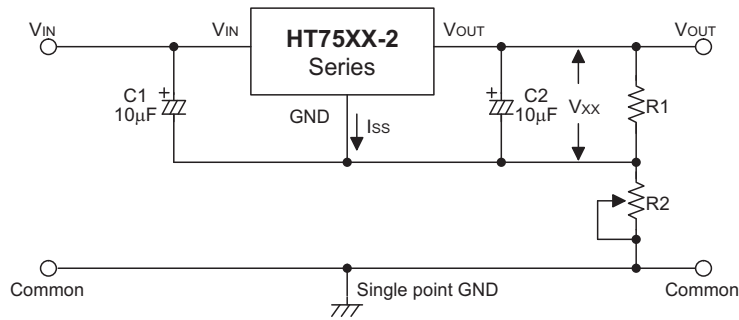 VIN
VIN
HT75XX-2
Series
VOUT
VOUT
C1
10μF
GND
ISS
C2
10μF
VXX
R1
R2
Common
Single point GND
Common